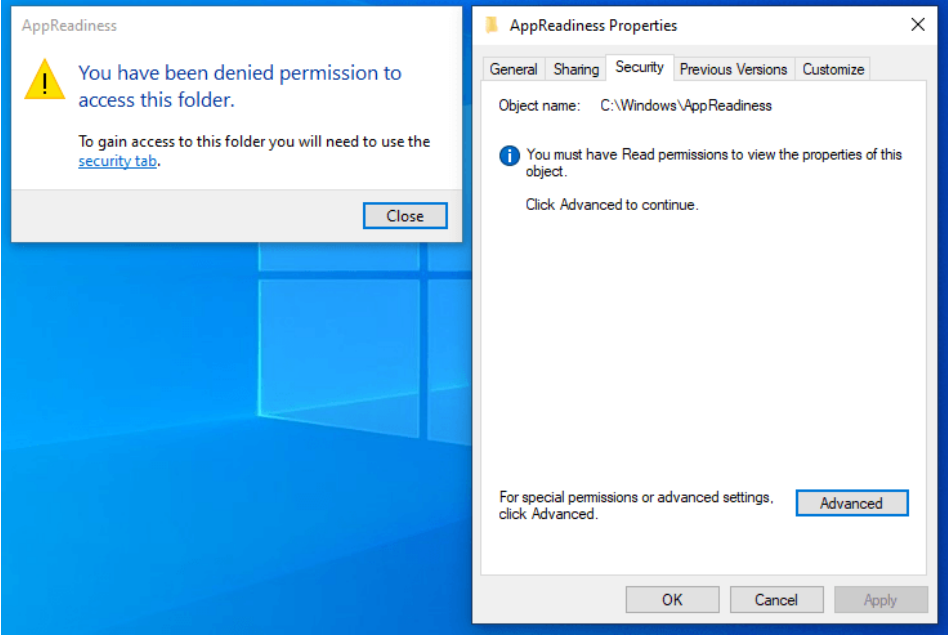 AppReadiness
You have been denied permission to
access this folder.
To gain access to this folder you will need to use the
security tab.
Close
AppReadiness Properties
General Sharing Security Previous Versions Customize
Object name: C:\Windows\AppReadiness
You must have Read permissions to view the properties of this
object.
Click Advanced to continue.
For special permissions or advanced settings,
click Advanced.
Advanced
OK Cancel Apply